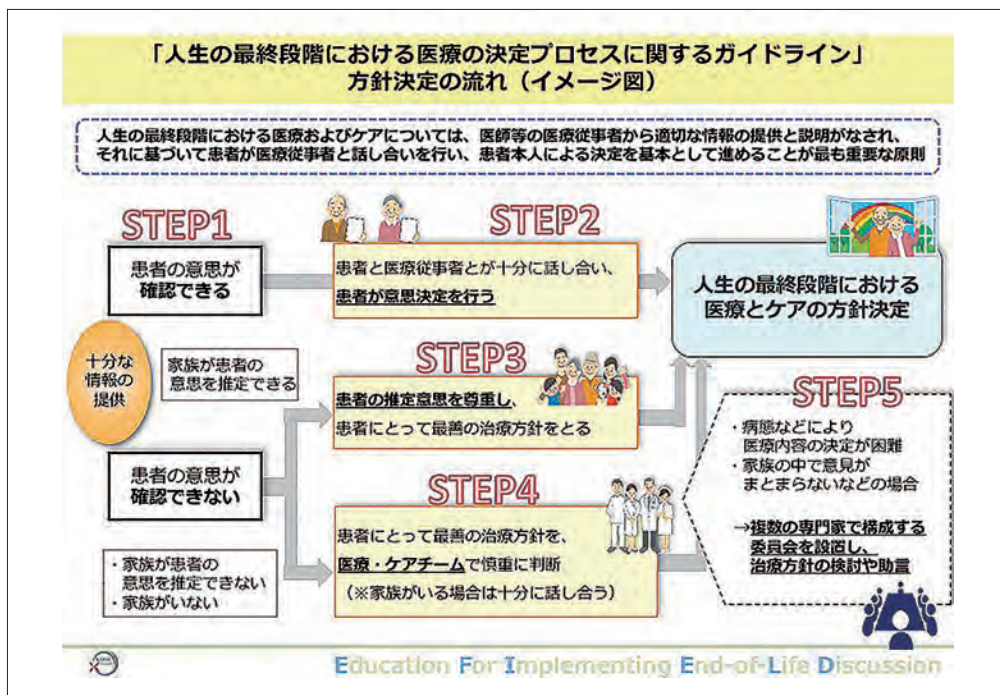 「人生の最終段階における医療の決定プロセスに関するガイドライン」
方針決定の流れ（イメージ図）
人生の最終段階における医療およびケアについては、医師等の医療従事者から適切な情報の提供と説明がなされ、
それに基づいて患者が医療従事者と話し合いを行い、患者本人による決定を基本として進めることが最も重要な原則
STEP1
患者の意思が
確認できる
STEP2
患者と医療従事者とが十分に話し合い、
患者が意思決定を行う
人生の最終段階における
医療とケアの方針決定
十分な
情報の
提供
家族が患者の
意思を推定できる
STEP3
患者の推定意思を尊重し、
患者にとって最善の治療方針をとる
患者の意思が
確認できない
・家族が患者の
意思を推定できない
・家族がいない
STEP4
患者にとって最善の治療方針を、
医療・ケアチームで慎重に判断
（※家族がいる場合は十分に話し合う）
STEP5
・病態などにより
医療内容の決定が困難
・家族の中で意見が
まとまらないなどの場合
→複数の専門家で構成する
委員会を設置し、
治療方針の検討や助言
Education For Implementing End-of-Life Discussion